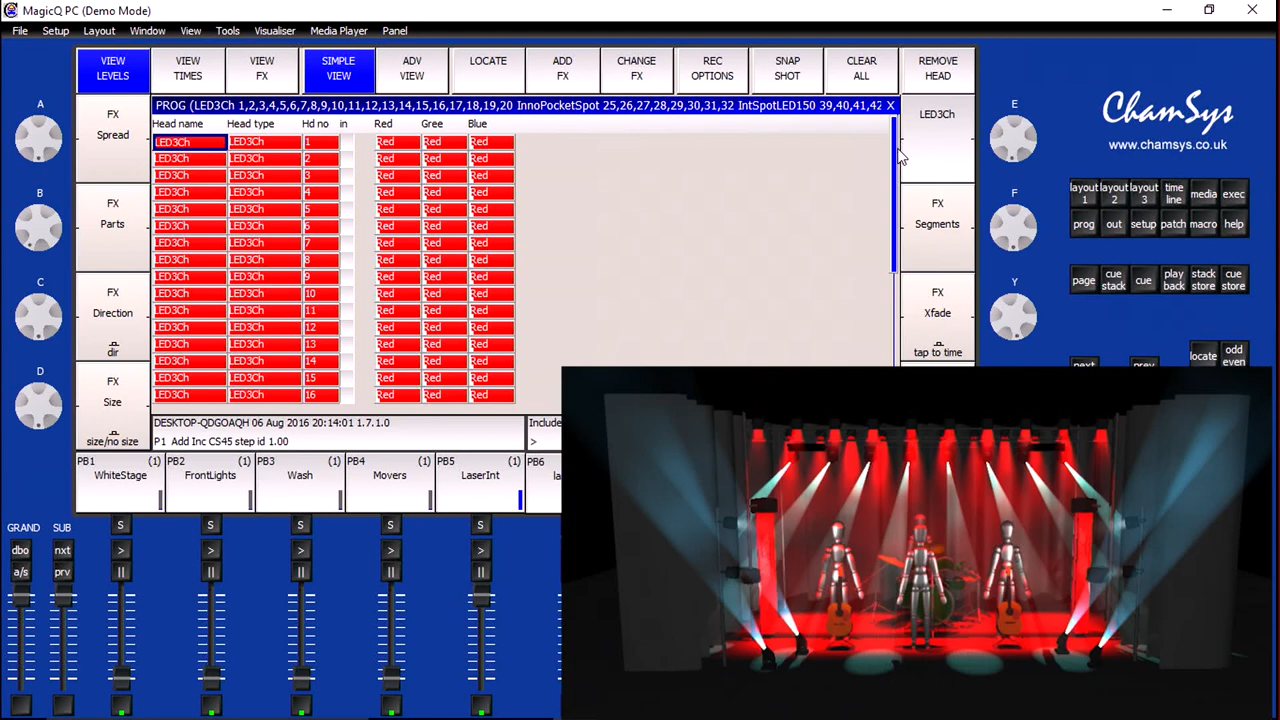 MagicQ PC (Demo Mode)
File Setup Layout Window View Tools Visualiser Media Player Panel
VIEW LEVELS
VIEW TIMES
VIEW FX
SIMPLE VIEW
ADV VIEW
LOCATE
ADD FX
CHANGE FX
REC OPTIONS
SNAP SHOT
CLEAR ALL
REMOVE HEAD
PROG (LED3Ch 1,2,3,4,5,6,7,8,9,10,11,12,13,14,15,16,17,18,19,20 InnoPocketSpot 25,26,27,28,29,30,31,32 IntSpotLED150 39,40,41,42 X
Head name Head type Hd no in Red Gree Blue
LED3Ch LED3Ch 1 Red Red Red
LED3Ch LED3Ch 2 Red Red Red
LED3Ch LED3Ch 3 Red Red Red
LED3Ch LED3Ch 4 Red Red Red
LED3Ch LED3Ch 5 Red Red Red
LED3Ch LED3Ch 6 Red Red Red
LED3Ch LED3Ch 7 Red Red Red
LED3Ch LED3Ch 8 Red Red Red
LED3Ch LED3Ch 9 Red Red Red
LED3Ch LED3Ch 10 Red Red Red
LED3Ch LED3Ch 11 Red Red Red
LED3Ch LED3Ch 12 Red Red Red
LED3Ch LED3Ch 13 Red Red Red
LED3Ch LED3Ch 14 Red Red Red
LED3Ch LED3Ch 15 Red Red Red
LED3Ch LED3Ch 16 Red Red Red
A
B
C
D
FX
Spread
FX
Parts
FX
Direction
dir
FX
Size
size/no size
LED3Ch
FX
Segments
FX
Xfade
tap to time
E
F
Y
ChamSys
www.chamsys.co.uk
layout 1 layout 2 layout 3 time line media exec
prog out setup patch macro help
page cue stack cue play back stack store cue store
next prev locate odd even
DESKTOP-QDGOAQH 06 Aug 2016 20:14:01 1.7.1.0
P1 Add Inc CS45 step id 1.00
Include
>
PB1 (1) PB2 (1) PB3 (1) PB4 (1) PB5 (1) PB6
WhiteStage FrontLights Wash Movers LaserInt la
GRAND SUB S S S S S
dbo nxt > > > > >
a/s prv || || || || ||